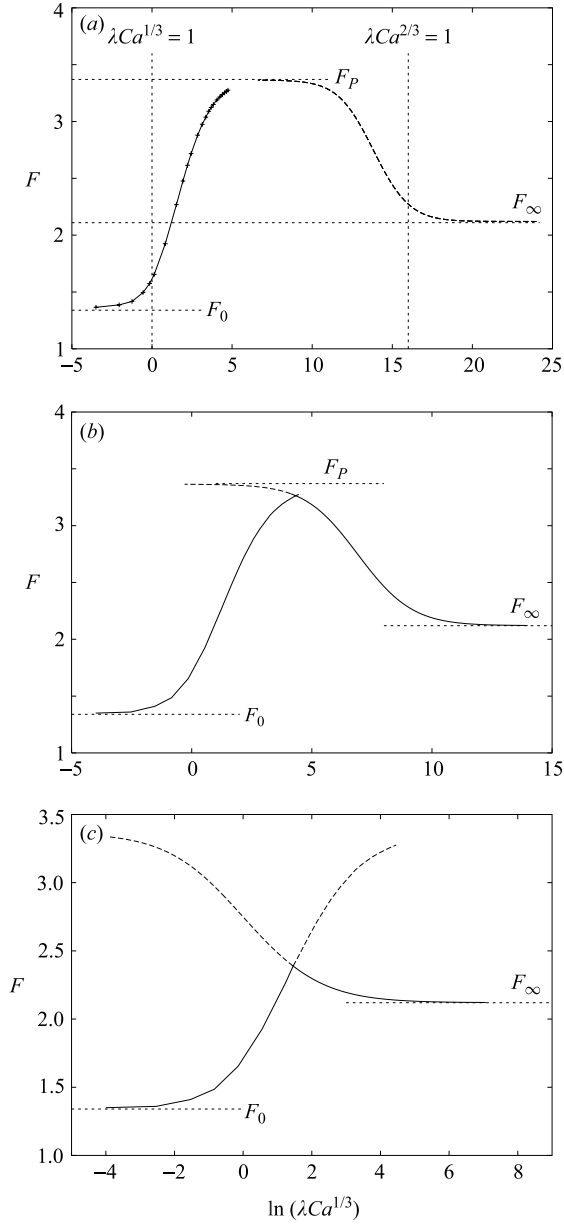 4
(a)
λCa^{1/3} = 1
λCa^{2/3} = 1
F_P
3
F
F_∞
2
F_0
1
−5 0 5 10 15 20 25
4
(b)
F_P
3
F
F_∞
2
F_0
1
−5 0 5 10 15
3.5
(c)
3.0
2.5
F
F_∞
2.0
1.5
F_0
1.0
−4 −2 0 2 4 6 8
ln (λCa^{1/3})